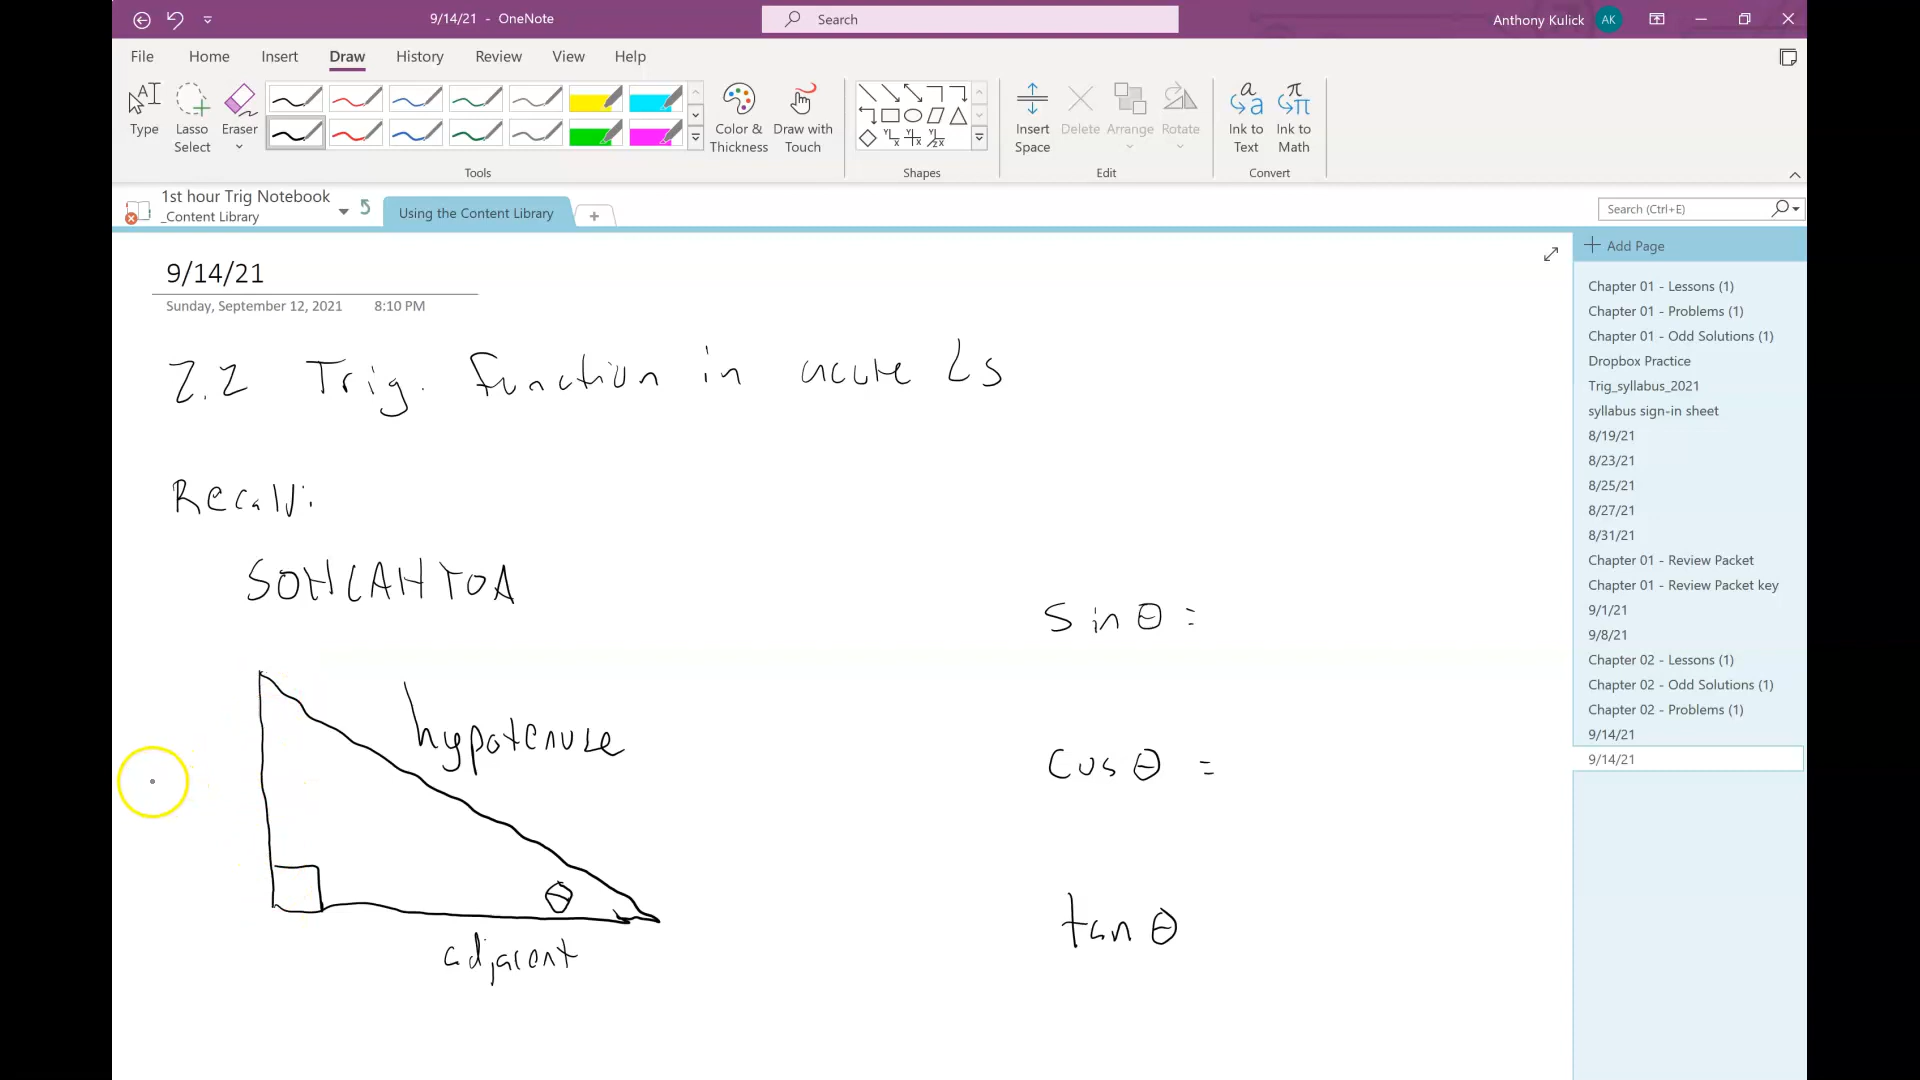 9/14/21 - OneNote
Search
Anthony Kulick
AK
File Home Insert Draw History Review View Help
Type
Lasso Select
Eraser
Color & Thickness
Draw with Touch
Insert Space
Delete
Arrange
Rotate
Ink to Text
Ink to Math
Tools
Shapes
Edit
Convert
1st hour Trig Notebook
_Content Library
Using the Content Library
Search (Ctrl+E)
9/14/21
Sunday, September 12, 2021 8:10 PM
2.2 Trig. function in acute ∠s
Recall:
SOHCAHTOA
hypotenuse
θ
adjacent
sin θ =
cos θ =
tan θ
Add Page
Chapter 01 - Lessons (1)
Chapter 01 - Problems (1)
Chapter 01 - Odd Solutions (1)
Dropbox Practice
Trig_syllabus_2021
syllabus sign-in sheet
8/19/21
8/23/21
8/25/21
8/27/21
8/31/21
Chapter 01 - Review Packet
Chapter 01 - Review Packet key
9/1/21
9/8/21
Chapter 02 - Lessons (1)
Chapter 02 - Odd Solutions (1)
Chapter 02 - Problems (1)
9/14/21
9/14/21